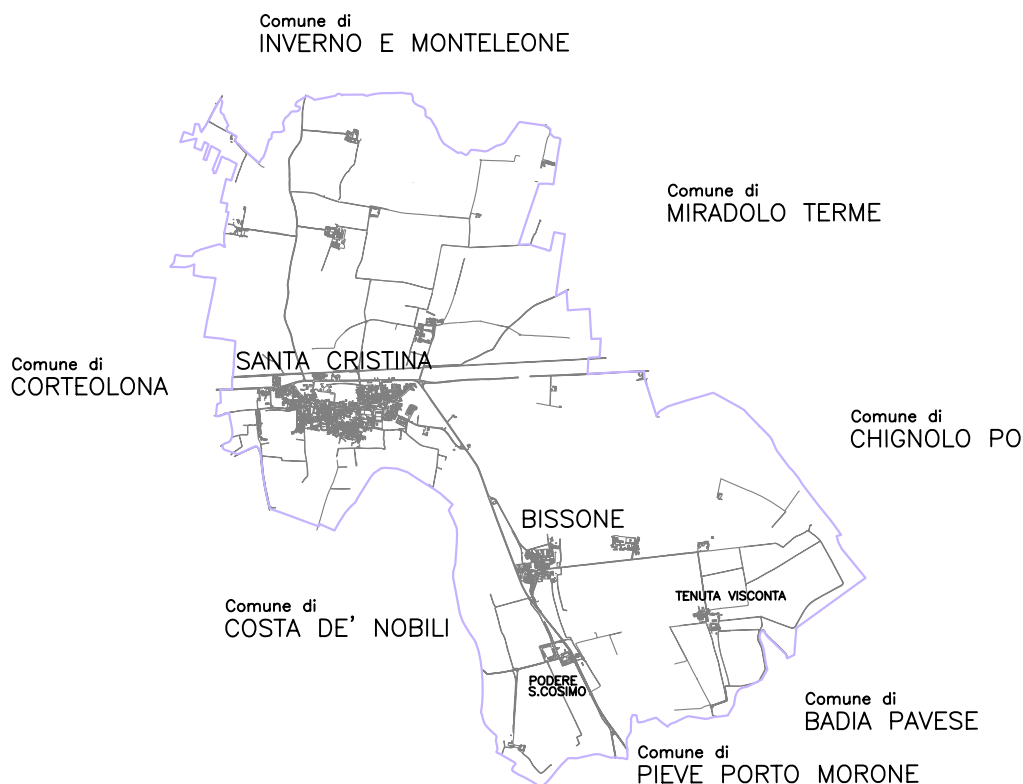 Comune di
INVERNO E MONTELEONE
Comune di
MIRADOLO TERME
SANTA CRISTINA
Comune di
CORTEOLONA
Comune di
CHIGNOLO PO
BISSONE
TENUTA VISCONTA
Comune di
COSTA DE' NOBILI
PODERE
S.COSIMO
Comune di
BADIA PAVESE
Comune di
PIEVE PORTO MORONE